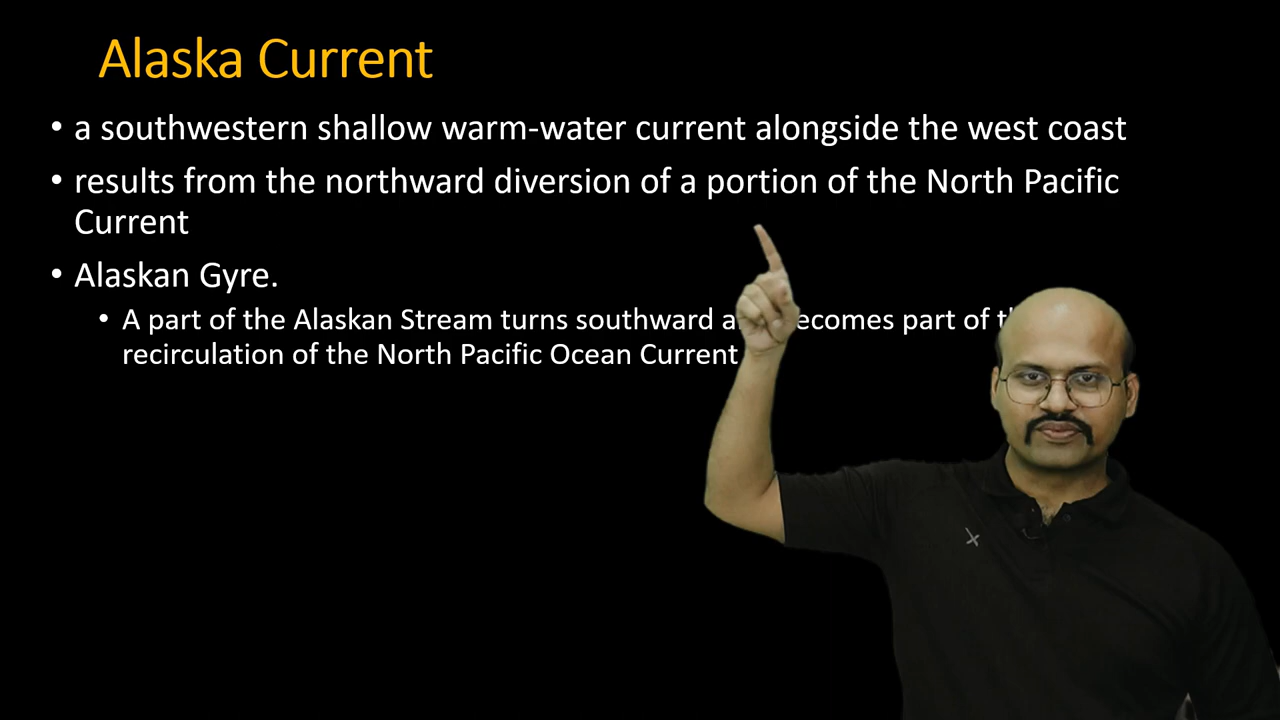 Alaska Current
• a southwestern shallow warm-water current alongside the west coast
• results from the northward diversion of a portion of the North Pacific
Current
• Alaskan Gyre.
• A part of the Alaskan Stream turns southward part of
recirculation of the North Pacific Ocean Current